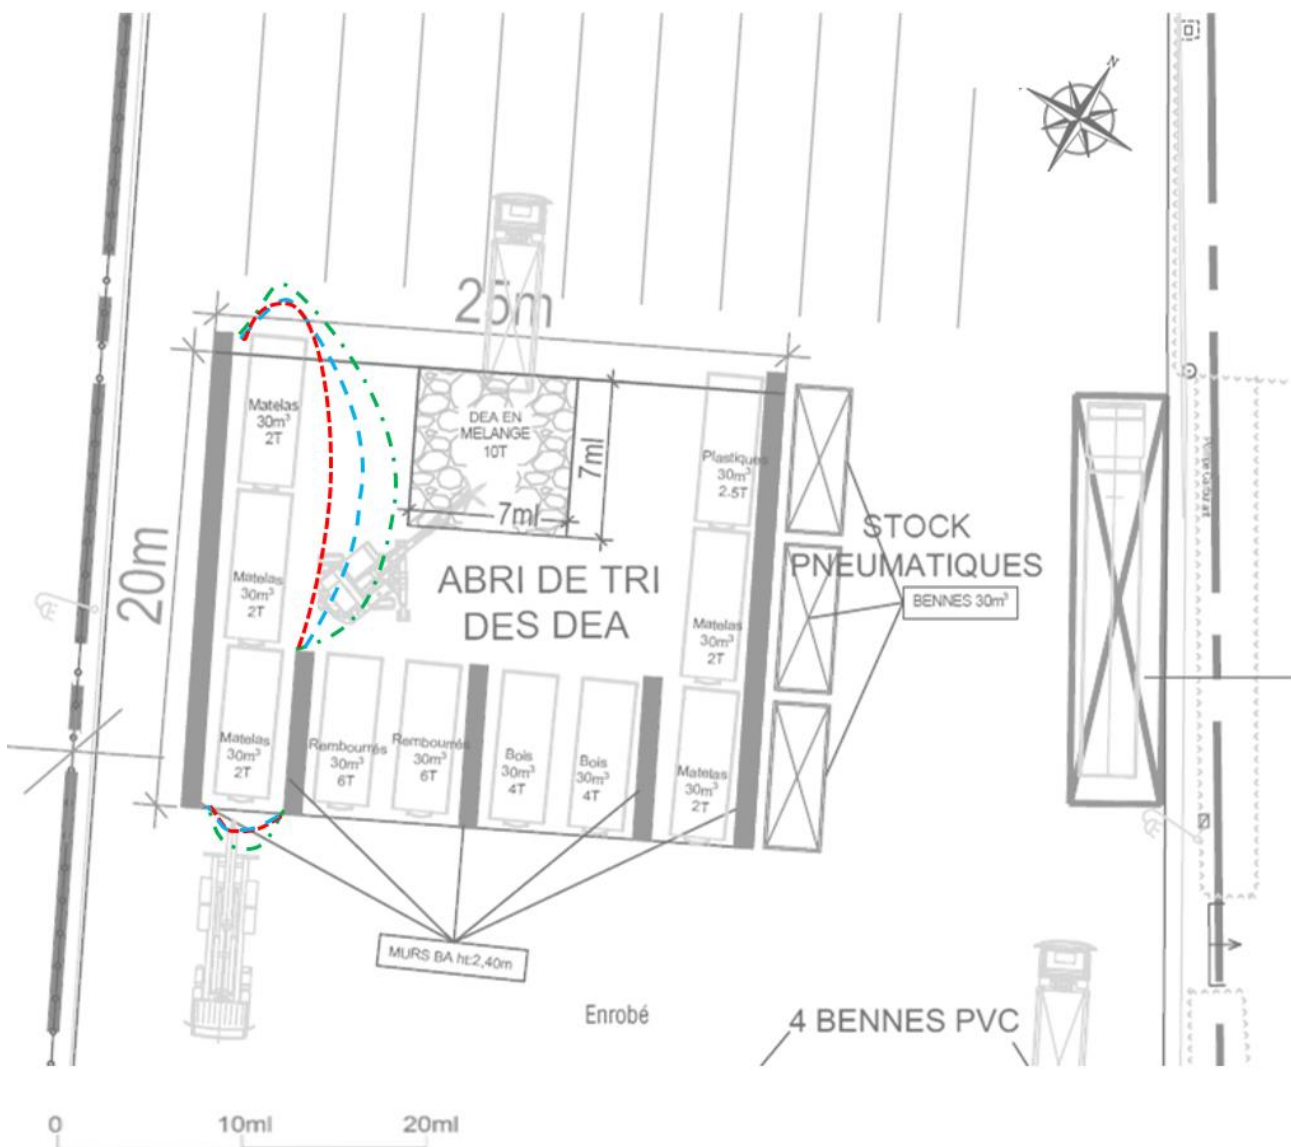 N
25m
Matelas
30m³
2T
DEA EN
MELANGE
10T
7ml
7ml
Plastiques
30m³
2.5T
20m
Matelas
30m³
2T
ABRI DE TRI
DES DEA
STOCK
PNEUMATIQUES
BENNES 30m³
Matelas
30m³
2T
Matelas
30m³
2T
Rembourrés
30m³
6T
Rembourrés
30m³
6T
Bois
30m³
4T
Bois
30m³
4T
Matelas
30m³
2T
MURS BA ht:2,40m
Enrobé
4 BENNES PVC
0
10ml
20ml